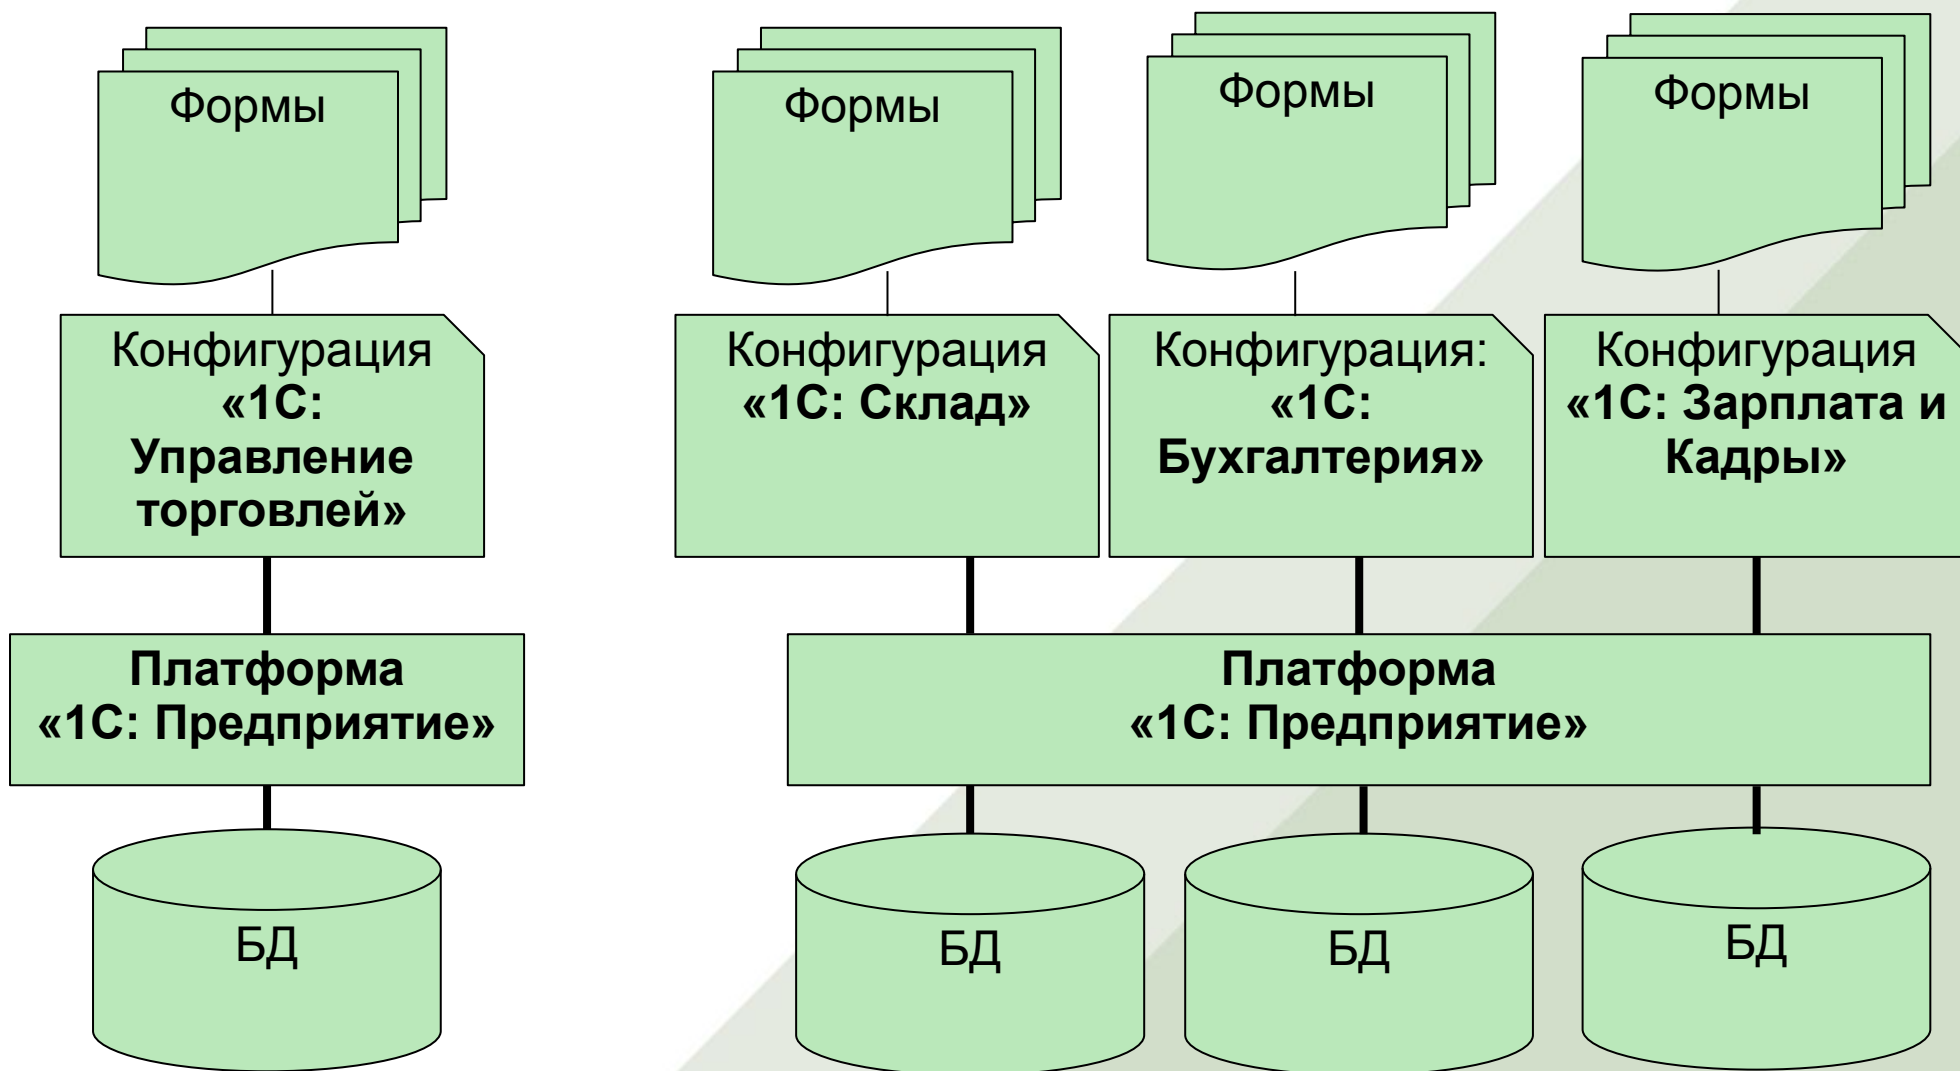 Формы
Формы
Формы
Формы
Конфигурация
«1С:
Управление
торговлей»
Конфигурация
«1С: Склад»
Конфигурация:
«1С:
Бухгалтерия»
Конфигурация
«1С: Зарплата и
Кадры»
Платформа
«1С: Предприятие»
Платформа
«1С: Предприятие»
БД
БД
БД
БД